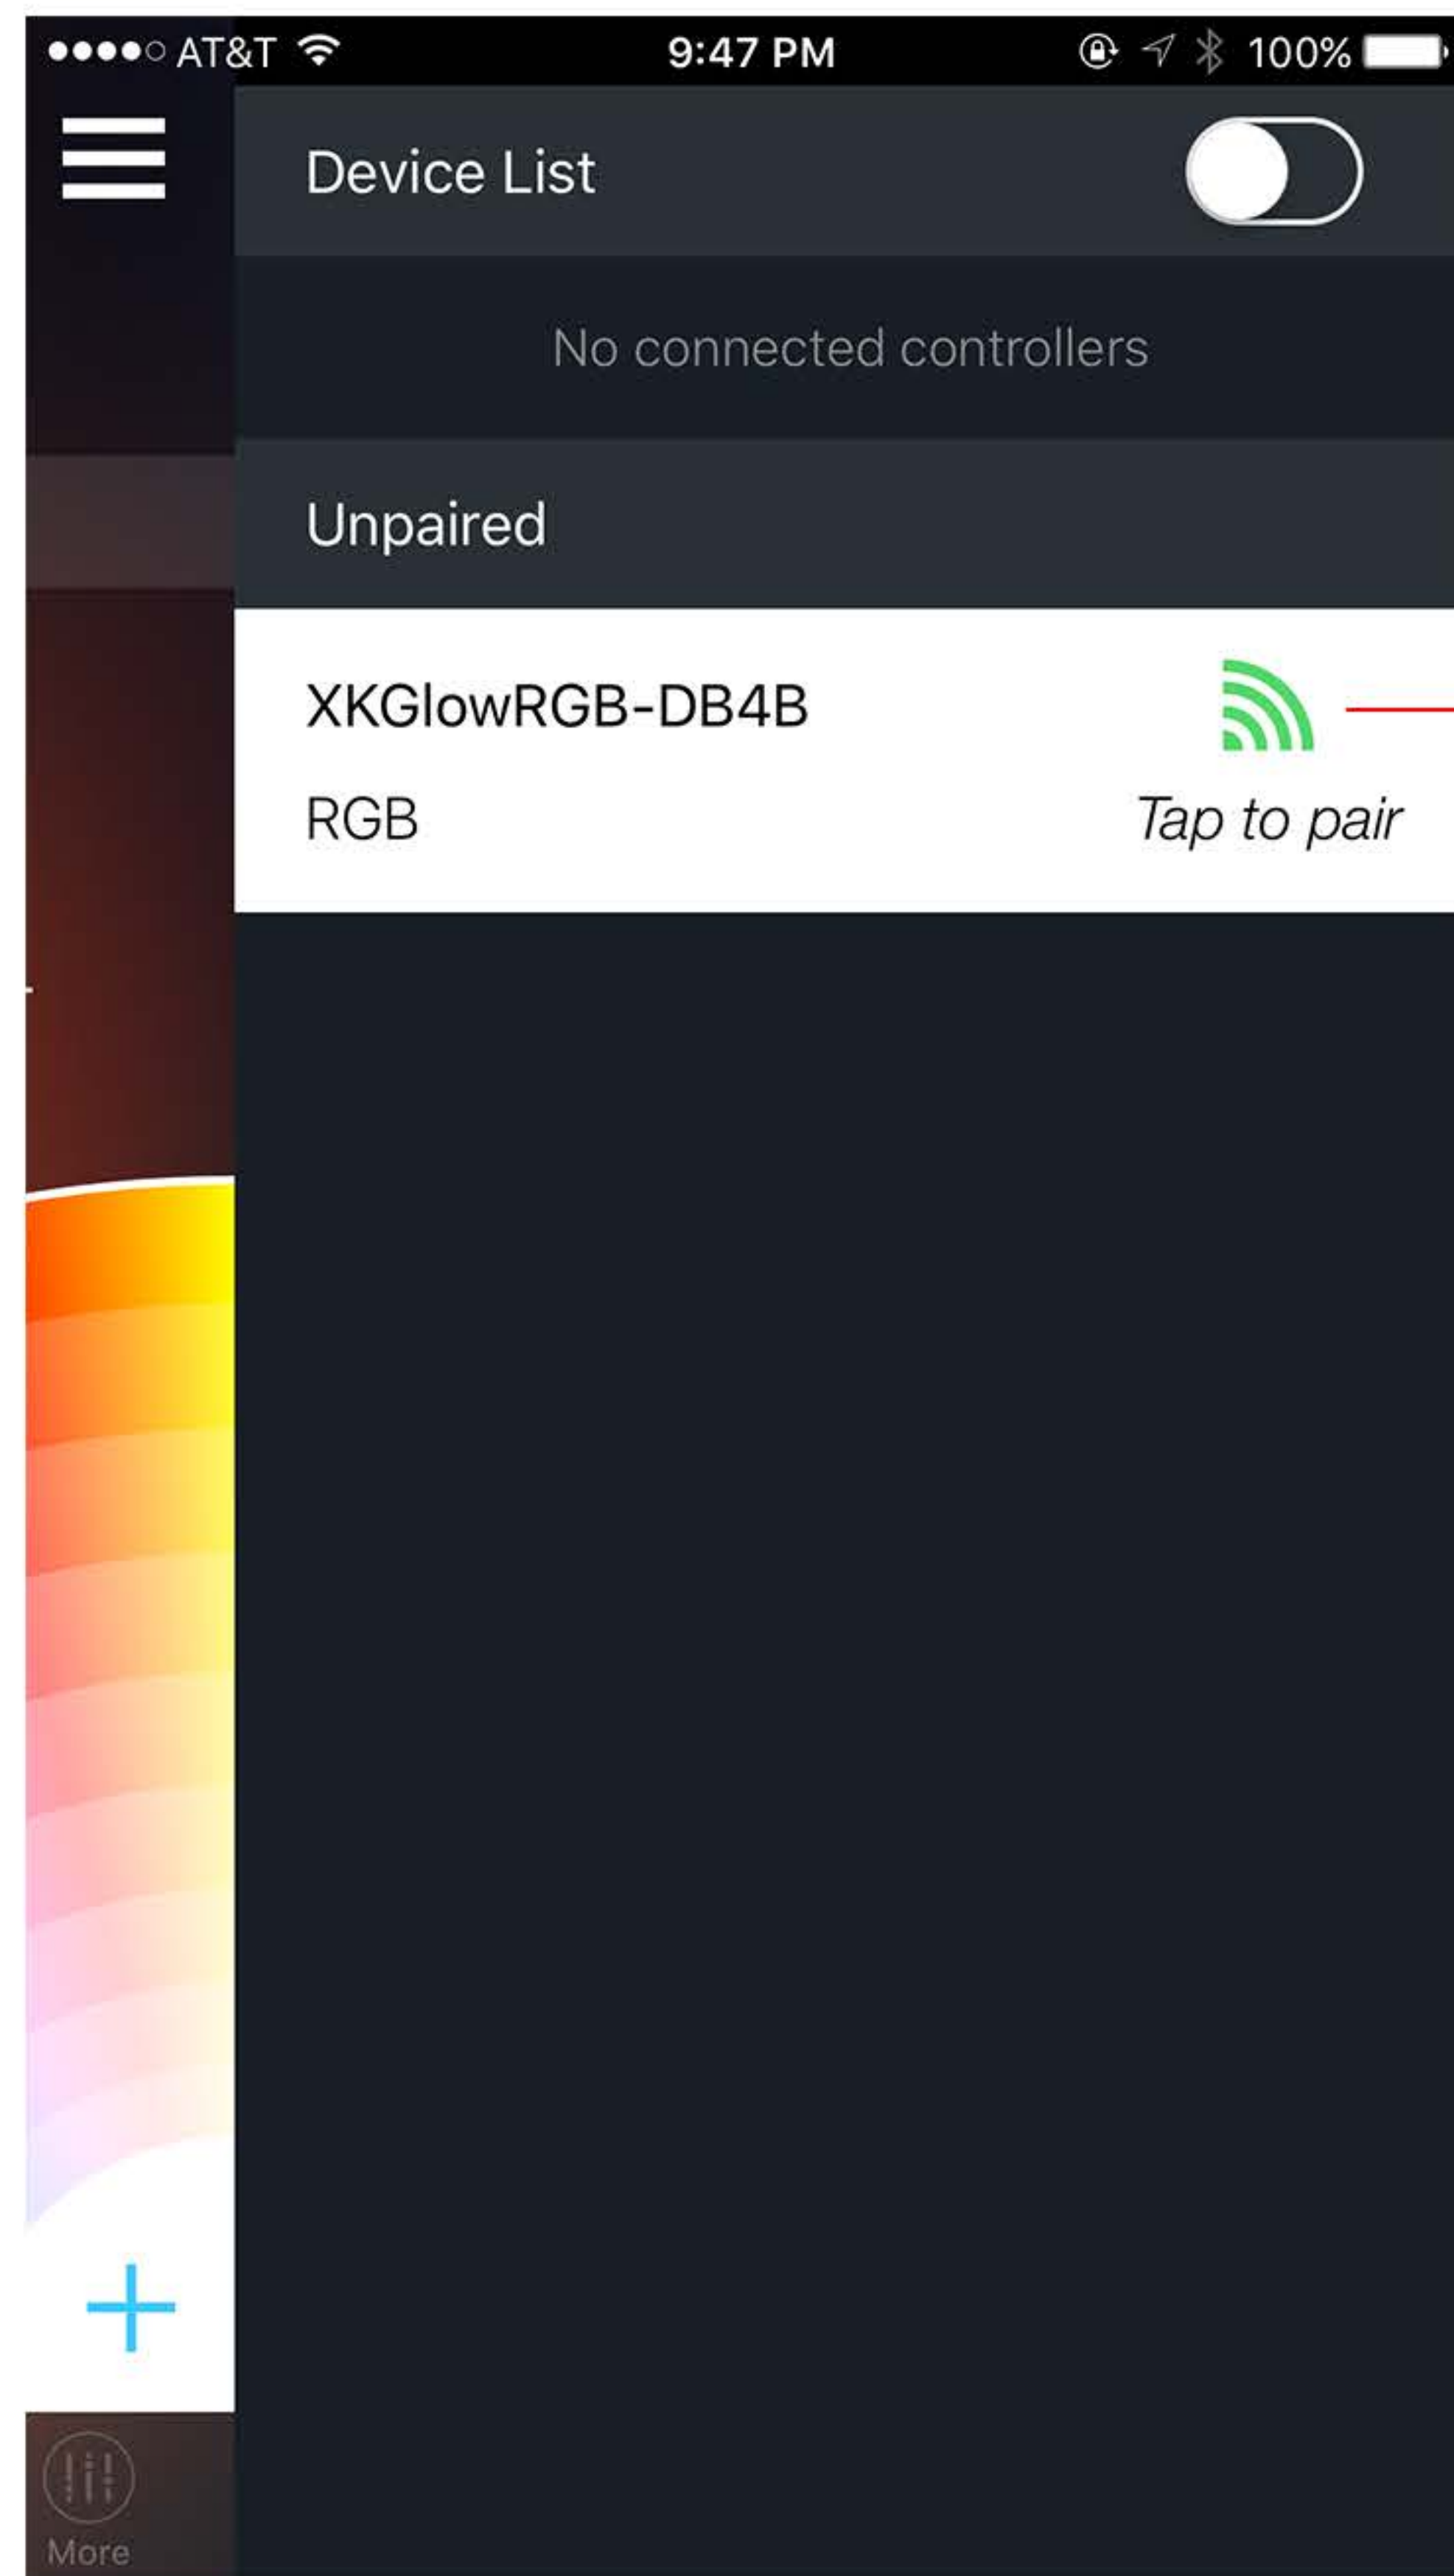 AT&T 9:47 PM 100%
Device List
No connected controllers
Unpaired
XKGlowRGB-DB4B
RGB Tap to pair
More